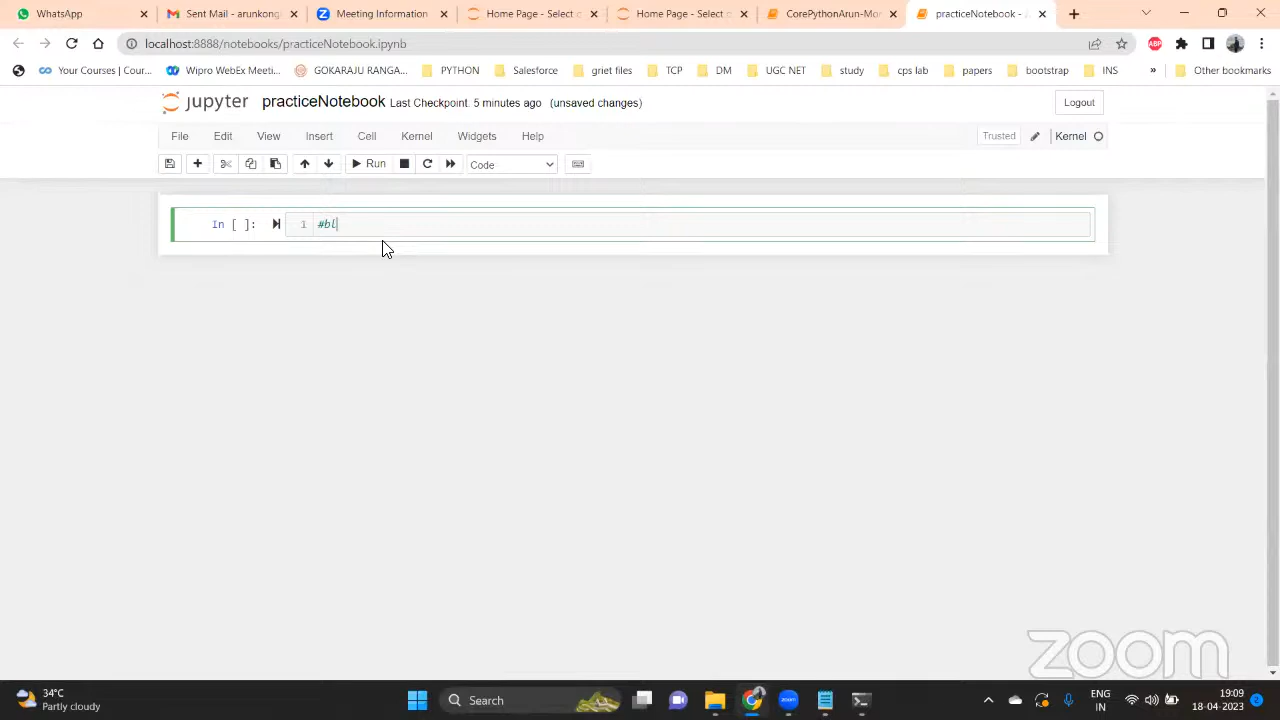 WhatsApp
Sent Mail - arunkong
Meeting Information
Home Page - Select c
Home Page - Select c
CorePythonArun-Mo
practiceNotebook - J
localhost:8888/notebooks/practiceNotebook.ipynb
ABP
Your Courses | Cour...
Wipro WebEx Meeti...
GOKARAJU RANGA...
PYTHON
Salesforce
griet files
TCP
DM
UGC NET
study
cps lab
papers
bootstrap
INS
»
Other bookmarks
jupyter practiceNotebook Last Checkpoint: 5 minutes ago (unsaved changes)
Logout
File Edit View Insert Cell Kernel Widgets Help
Trusted
Kernel
Run
Code
In [ ]:
1
#bl
zoom
34°C
Partly cloudy
Search
zoom
ENG
IN
19:09
18-04-2023